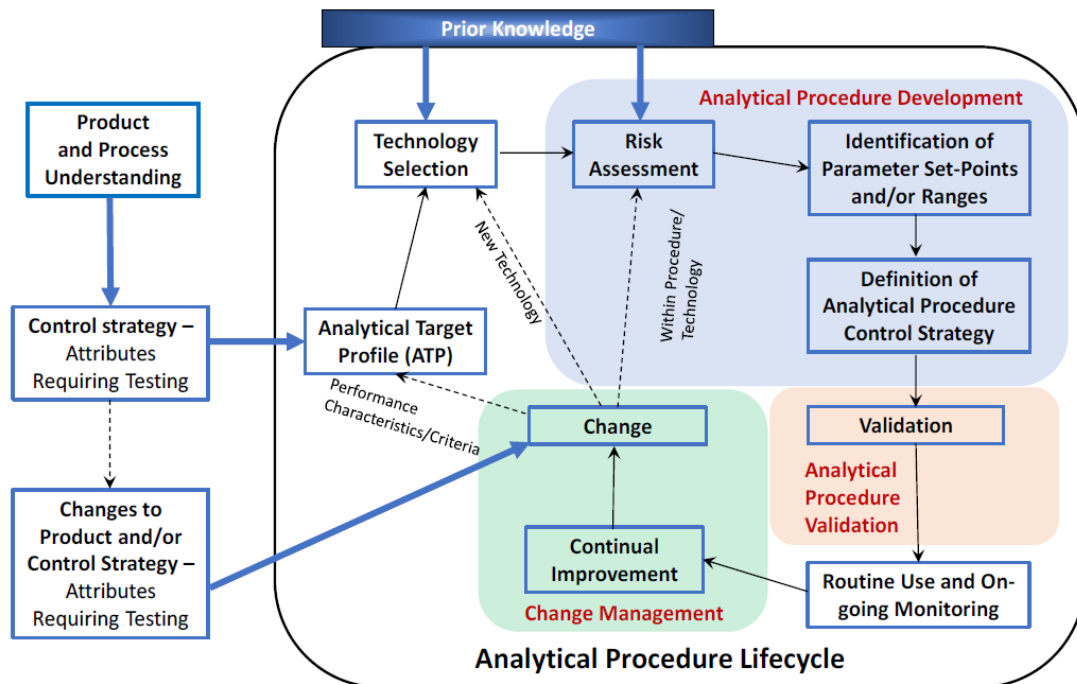 Prior Knowledge
Analytical Procedure Development
Product
and Process
Understanding
Technology
Selection
Risk
Assessment
Identification of
Parameter Set-Points
and/or Ranges
New Technology
Within Procedure/
Technology
Control strategy –
Attributes
Requiring Testing
Analytical Target
Profile (ATP)
Definition of
Analytical Procedure
Control Strategy
Performance
Characteristics/Criteria
Change
Validation
Analytical
Procedure
Validation
Changes to
Product and/or
Control Strategy –
Attributes
Requiring Testing
Continual
Improvement
Change Management
Routine Use and On-
going Monitoring
Analytical Procedure Lifecycle